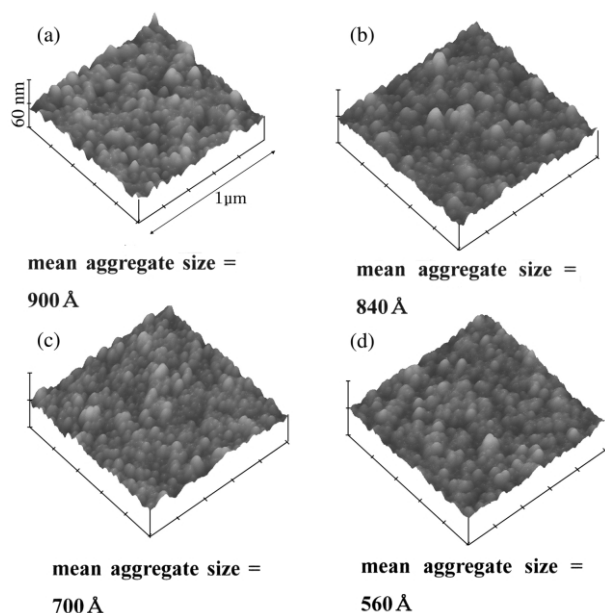 (a)
(b)
60 nm
1µm
mean aggregate size =
900 Å
mean aggregate size =
840 Å
(c)
(d)
mean aggregate size =
700 Å
mean aggregate size =
560 Å